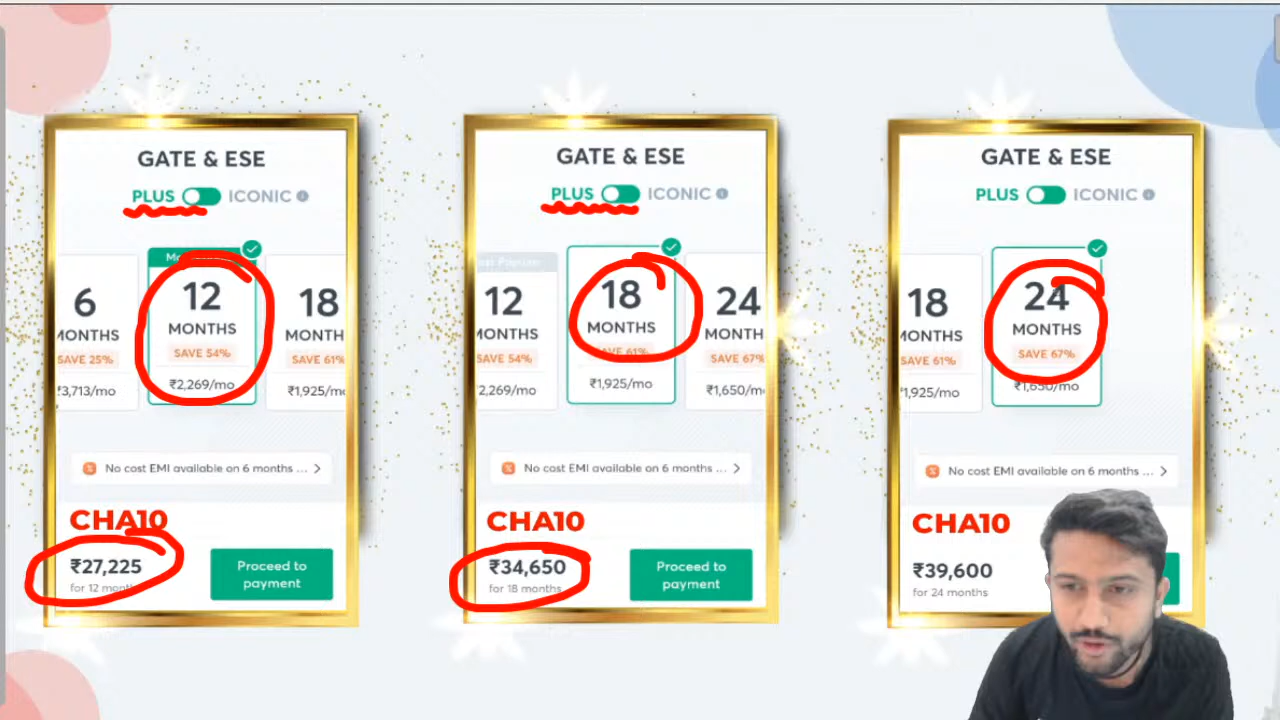 GATE & ESE
PLUS ICONIC
6
MONTHS
SAVE 25%
₹3,713/mo
12
MONTHS
SAVE 54%
₹2,269/mo
18
MONTHS
SAVE 61%
₹1,925/mo
No cost EMI available on 6 months ...
CHA10
₹27,225
for 12 months
Proceed to
payment
GATE & ESE
PLUS ICONIC
12
MONTHS
SAVE 54%
2,269/mo
18
MONTHS
SAVE 61%
₹1,925/mo
24
MONTH
SAVE 67%
₹1,650/mo
No cost EMI available on 6 months ...
CHA10
₹34,650
for 18 months
Proceed to
payment
GATE & ESE
PLUS ICONIC
18
MONTHS
SAVE 61%
1,925/mo
24
MONTHS
SAVE 67%
₹1,650/mo
No cost EMI available on 6 months ...
CHA10
₹39,600
for 24 months